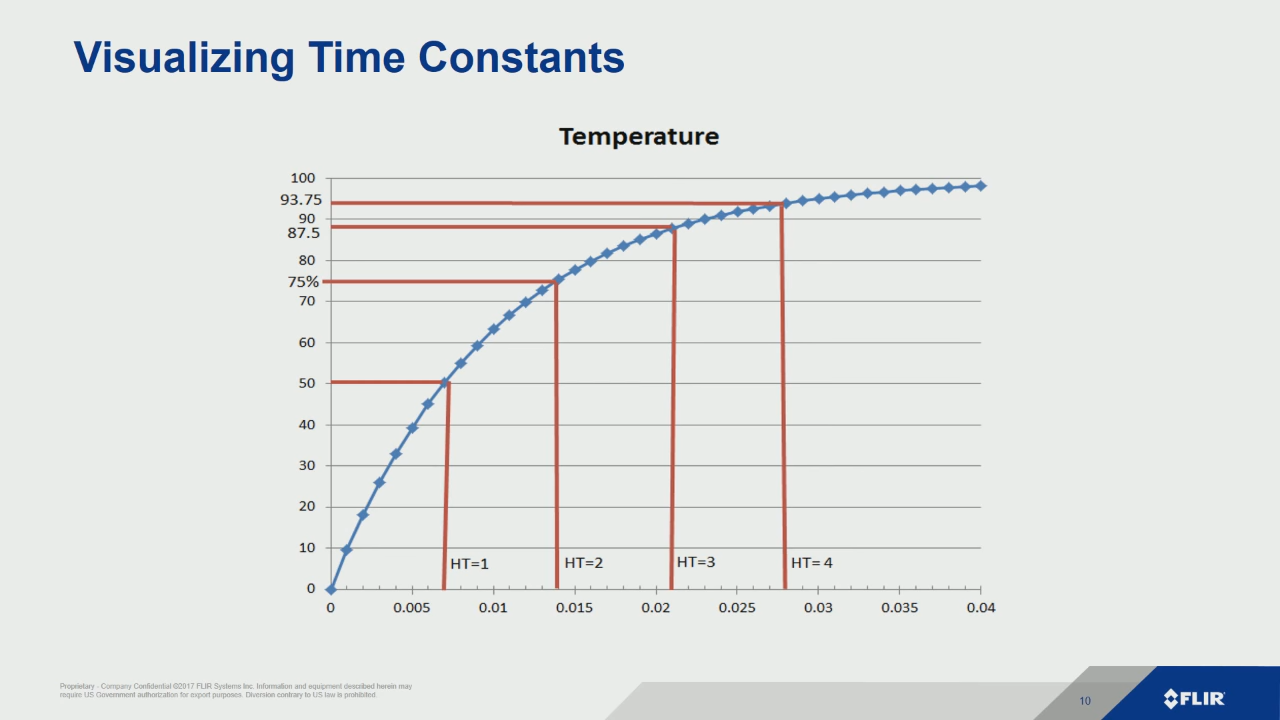 Visualizing Time Constants
Temperature
100
93.75
90
87.5
80
75%
70
60
50
40
30
20
10
0
HT=1
HT=2
HT=3
HT= 4
0 0.005 0.01 0.015 0.02 0.025 0.03 0.035 0.04
Proprietary - Company Confidential ©2017 FLIR Systems Inc. Information and equipment described herein may
require US Government authorization for export purposes. Diversion contrary to US law is prohibited.
10
FLIR